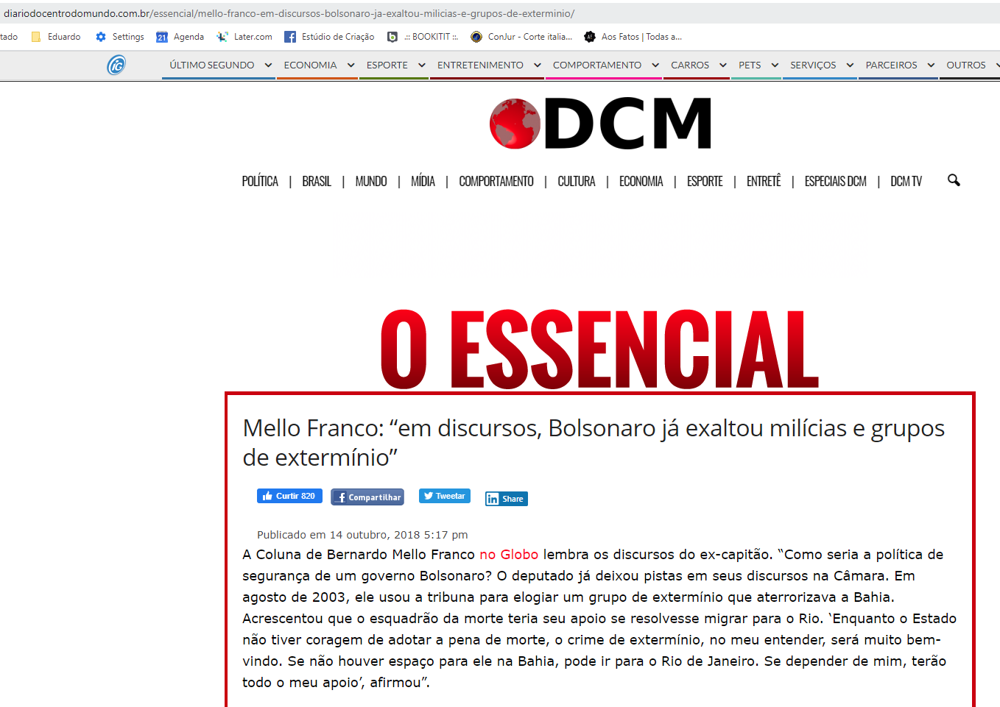 diariodocentrodomundo.com.br/essencial/mello-franco-em-discursos-bolsonaro-ja-exaltou-milicias-e-grupos-de-exterminio/
tado Eduardo Settings 21 Agenda Later.com Estúdio de Criação .:: BOOKITIT ::. ConJur - Corte italia... Aos Fatos | Todas a...
iG ÚLTIMO SEGUNDO ECONOMIA ESPORTE ENTRETENIMENTO COMPORTAMENTO CARROS PETS SERVIÇOS PARCEIROS OUTROS
DCM
POLÍTICA | BRASIL | MUNDO | MÍDIA | COMPORTAMENTO | CULTURA | ECONOMIA | ESPORTE | ENTRETÊ | ESPECIAIS DCM | DCM TV
O ESSENCIAL
Mello Franco: “em discursos, Bolsonaro já exaltou milícias e grupos
de extermínio”
Curtir 820 Compartilhar Tweetar in Share
Publicado em 14 outubro, 2018 5:17 pm
A Coluna de Bernardo Mello Franco no Globo lembra os discursos do ex-capitão. “Como seria a política de
segurança de um governo Bolsonaro? O deputado já deixou pistas em seus discursos na Câmara. Em
agosto de 2003, ele usou a tribuna para elogiar um grupo de extermínio que aterrorizava a Bahia.
Acrescentou que o esquadrão da morte teria seu apoio se resolvesse migrar para o Rio. ‘Enquanto o Estado
não tiver coragem de adotar a pena de morte, o crime de extermínio, no meu entender, será muito bem-
vindo. Se não houver espaço para ele na Bahia, pode ir para o Rio de Janeiro. Se depender de mim, terão
todo o meu apoio’, afirmou”.